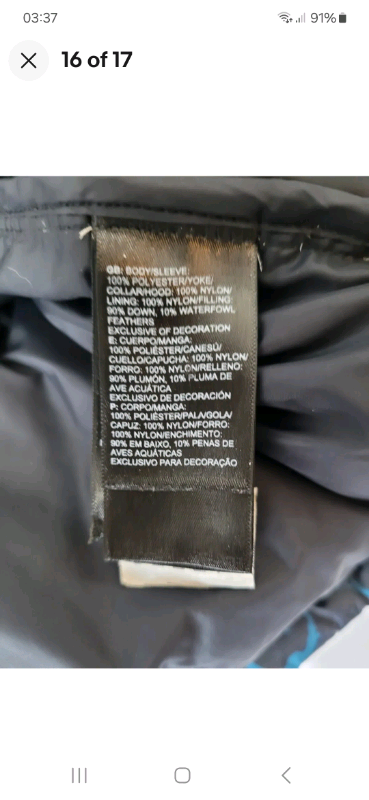 03:37
91%
16 of 17
GB: BODY/SLEEVE:
100% POLYESTER/YOKE/
COLLAR/HOOD: 100% NYLON/
LINING: 100% NYLON/FILLING:
90% DOWN, 10% WATERFOWL
FEATHERS
EXCLUSIVE OF DECORATION
E: CUERPO/MANGA:
100% POLIÉSTER/CANESÚ/
CUELLO/CAPUCHA: 100% NYLON/
FORRO: 100% NYLON/RELLENO:
90% PLUMÓN, 10% PLUMA DE
AVE ACUÁTICA
EXCLUSIVO DE DECORACIÓN
P: CORPO/MANGA:
100% POLIÉSTER/PALA/GOLA/
CAPUZ: 100% NYLON/FORRO:
100% NYLON/ENCHIMENTO:
90% EM BAIXO, 10% PENAS DE
AVES AQUÁTICAS
EXCLUSIVO PARA DECORAÇÃO